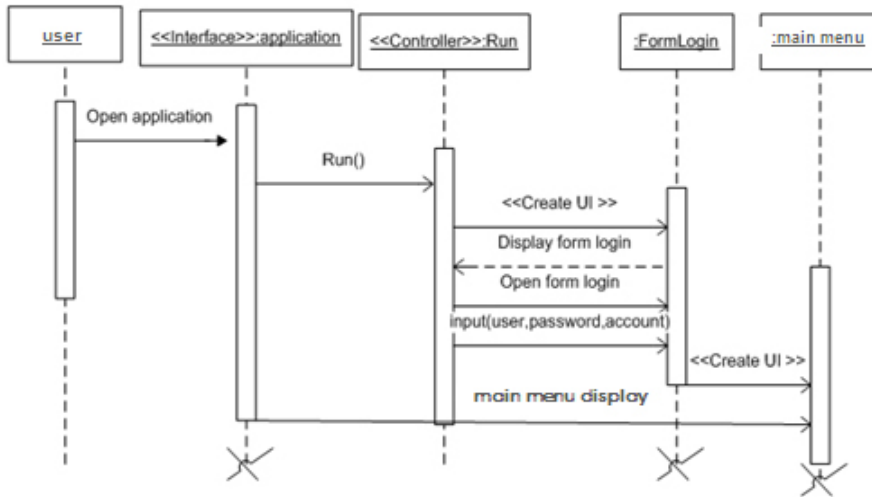 user
<<Interface>>:application
<<Controller>>:Run
:FormLogin
:main menu
Open application
Run()
<<Create UI >>
Display form login
Open form login
input(user,password,account)
<<Create UI >>
main menu display